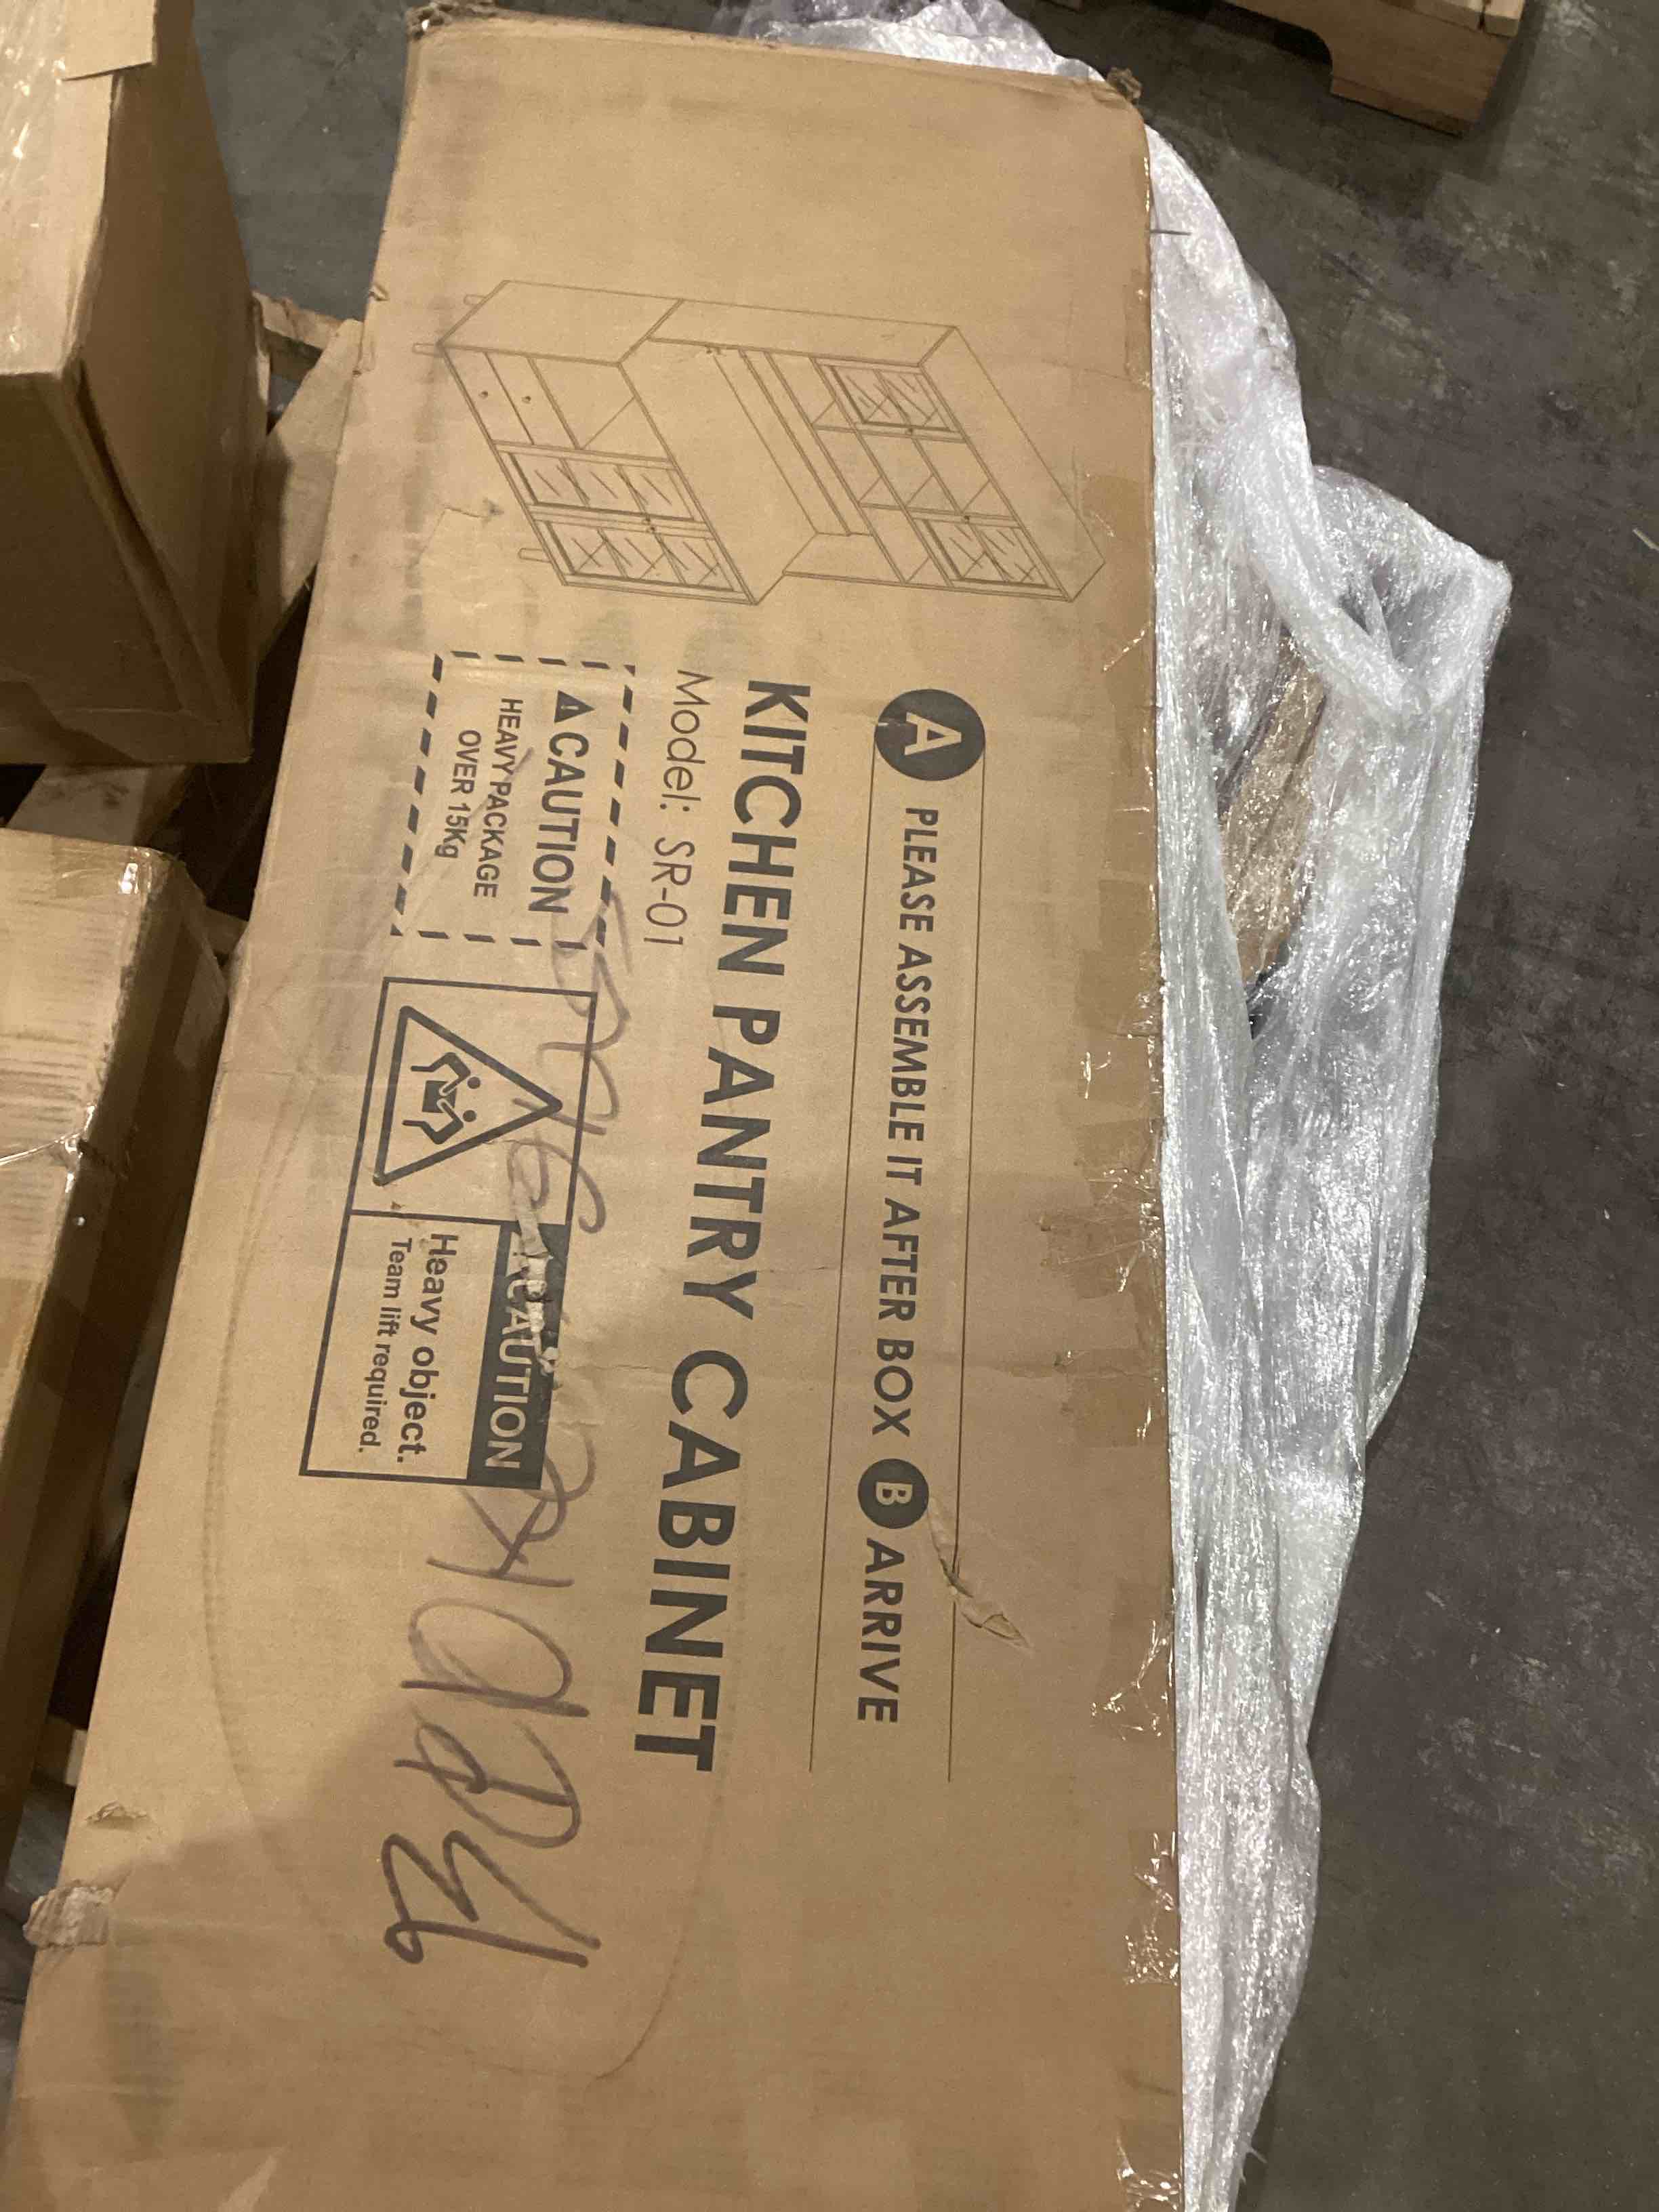 A PLEASE ASSEMBLE IT AFTER BOX B ARRIVE
KITCHEN PANTRY CABINET
Model: SR-01
CAUTION
HEAVY PACKAGE
OVER 15Kg
CAUTION
Heavy object.
Team lift required.